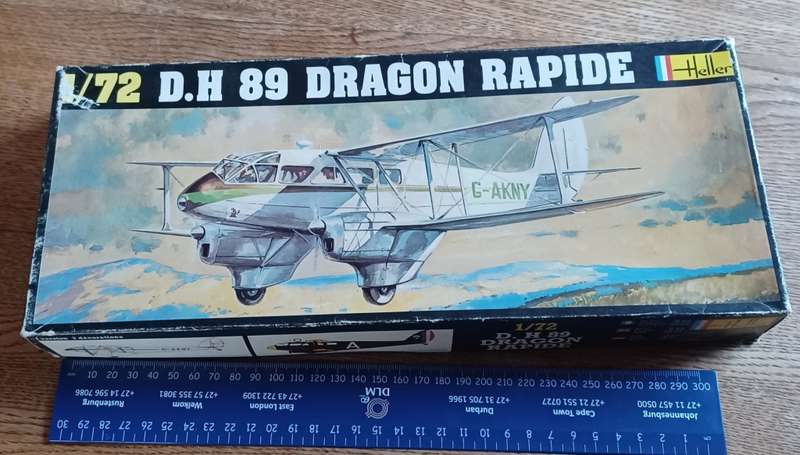 1/72 D.H 89 DRAGON RAPIDE Heller
G-AKNY
1/72
D.H 89
DRAGON
RAPIDE
A
10 20 30 40 50 60 70 80 90 100 110 120 130 140 150 160 170 180 190 200 210 220 230 240 250 260 270 280 290 300
Johannesburg
+27 11 457 0500
Cape Town
+27 21 551 0727
Durban
+27 31 705 1966
DLM
East London
+27 43 722 1309
Welkom
+27 57 355 3081
Rustenburg
+27 14 596 7086
cm 1 2 3 4 5 6 7 8 9 10 11 12 13 14 15 16 17 18 19 20 21 22 23 24 25 26 27 28 29 30